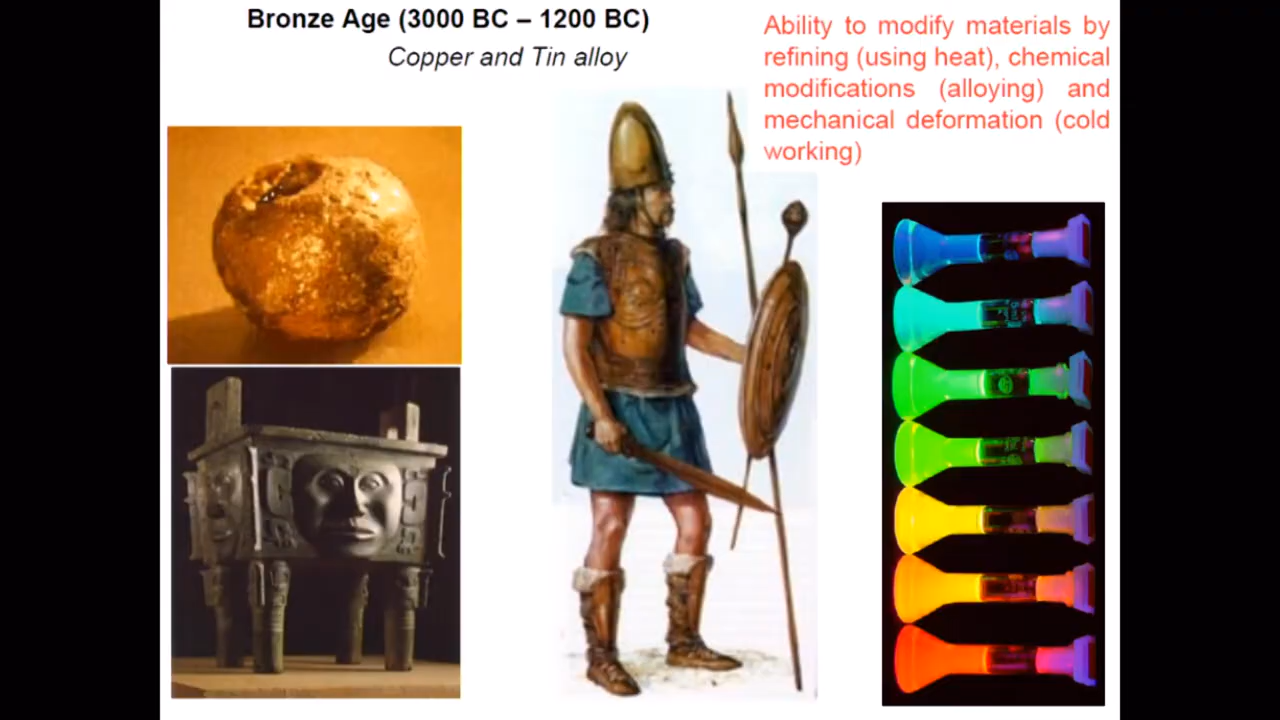 Bronze Age (3000 BC – 1200 BC)
Copper and Tin alloy
Ability to modify materials by
refining (using heat), chemical
modifications (alloying) and
mechanical deformation (cold
working)